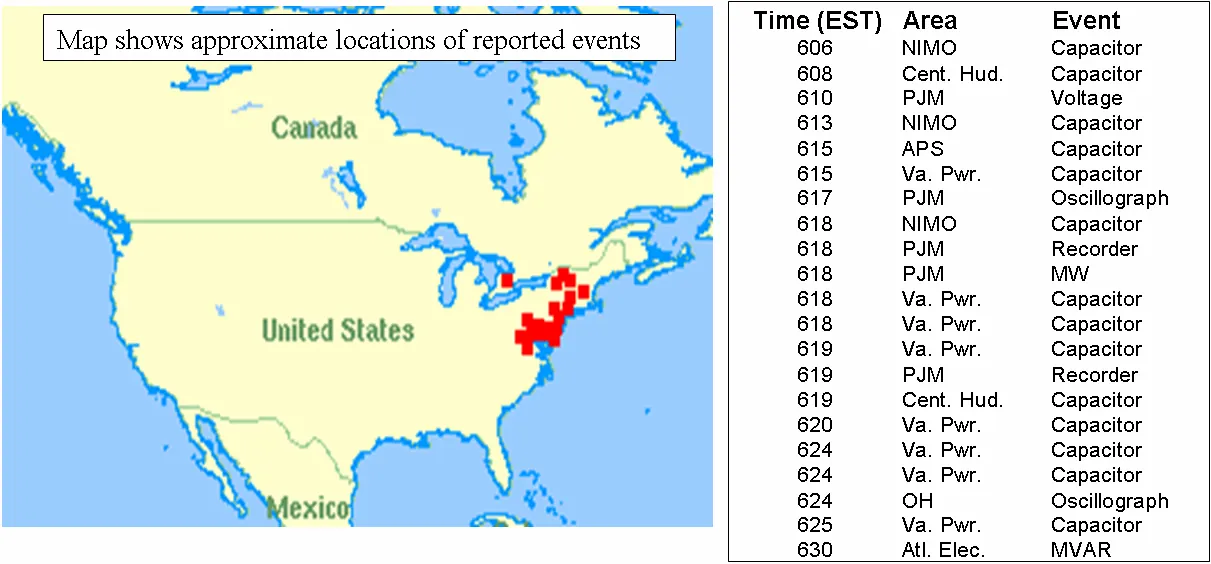 Map shows approximate locations of reported events
Canada
United States
Mexico
Time (EST) Area Event
606 NIMO Capacitor
608 Cent. Hud. Capacitor
610 PJM Voltage
613 NIMO Capacitor
615 APS Capacitor
615 Va. Pwr. Capacitor
617 PJM Oscillograph
618 NIMO Capacitor
618 PJM Recorder
618 PJM MW
618 Va. Pwr. Capacitor
618 Va. Pwr. Capacitor
619 Va. Pwr. Capacitor
619 PJM Recorder
619 Cent. Hud. Capacitor
620 Va. Pwr. Capacitor
624 Va. Pwr. Capacitor
624 Va. Pwr. Capacitor
624 OH Oscillograph
625 Va. Pwr. Capacitor
630 Atl. Elec. MVAR